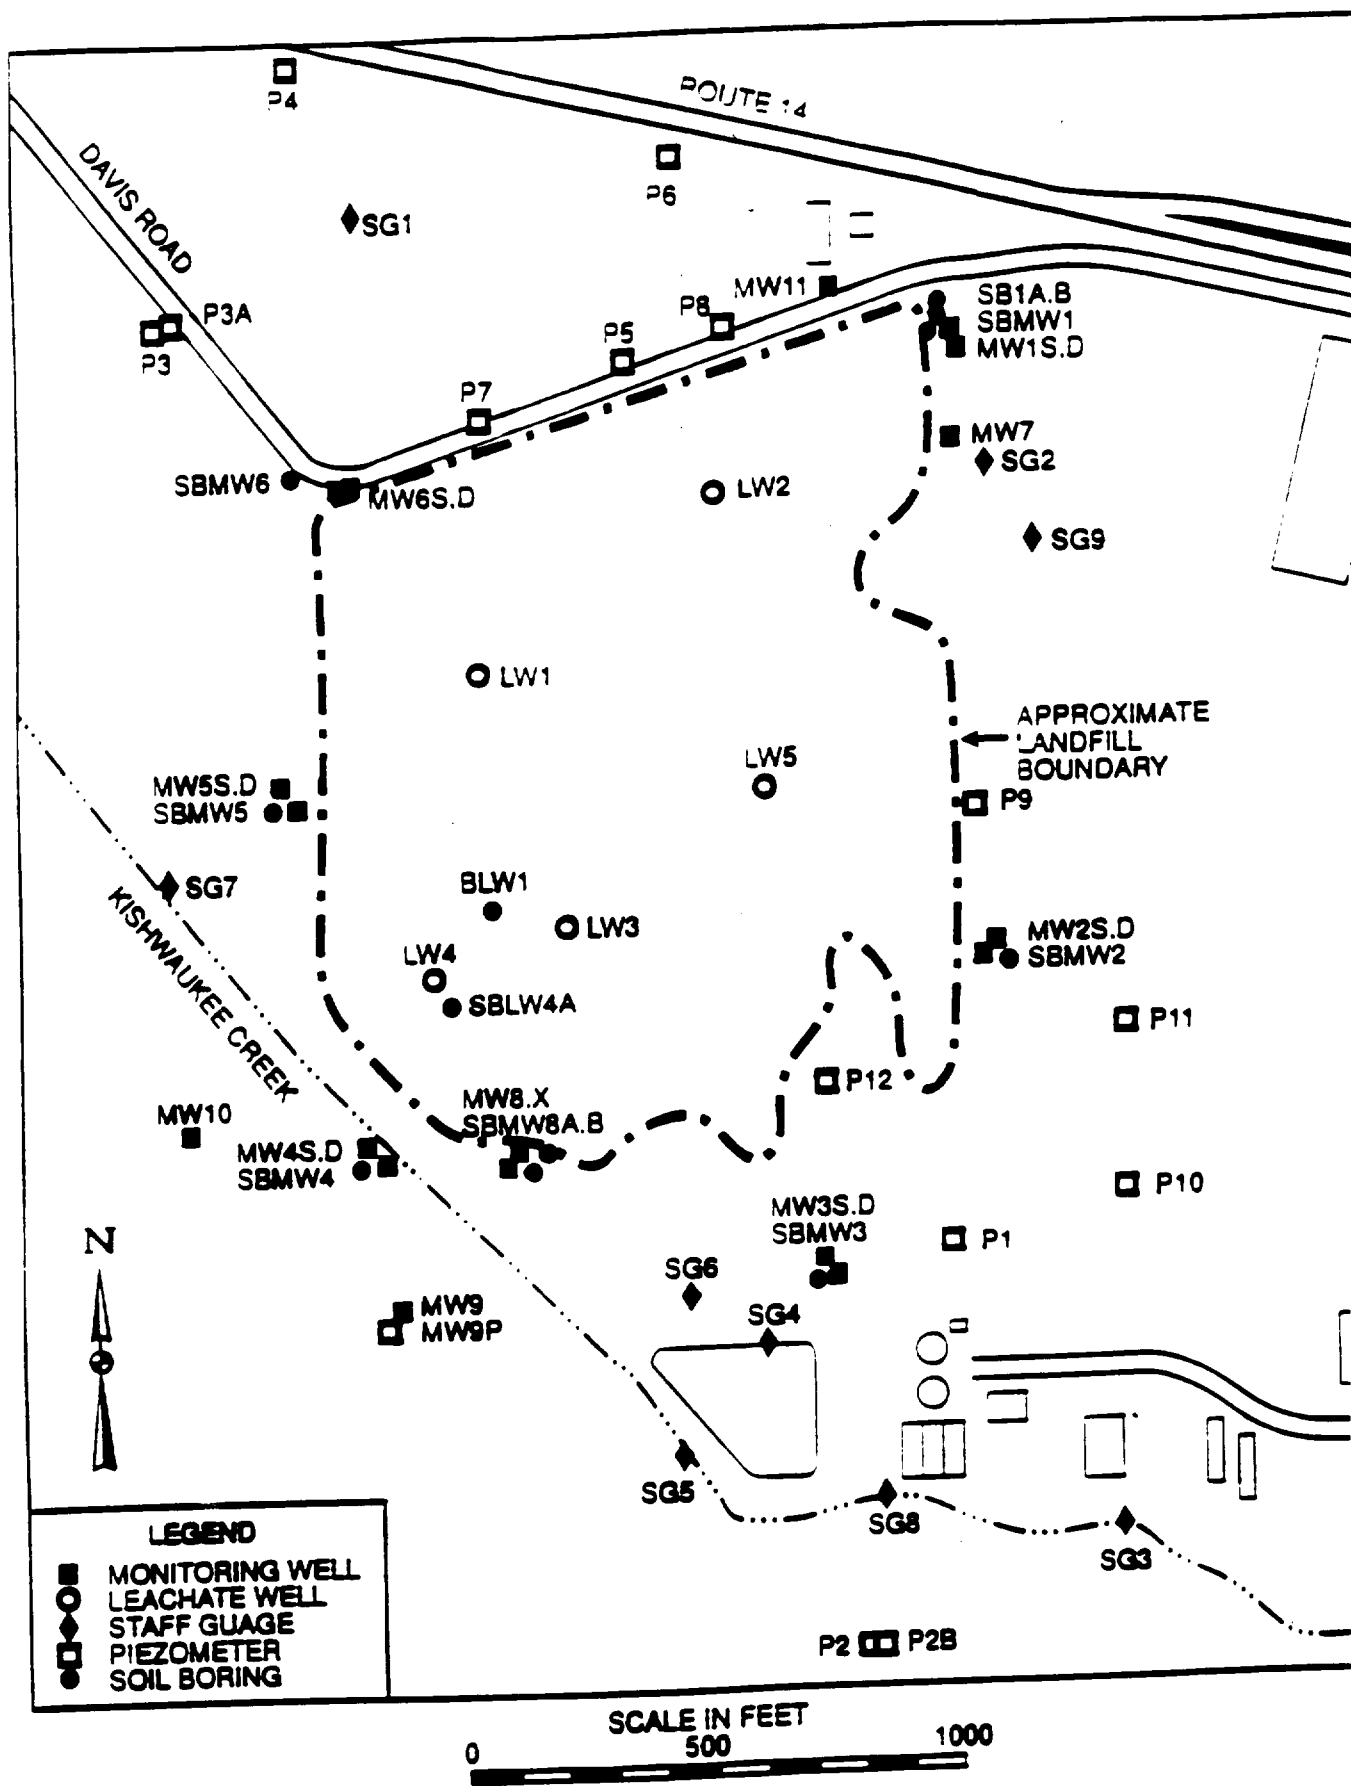 ROUTE 14
P4
DAVIS ROAD
P6
SG1
MW11
SB1A.B
SBMW1
MW1S.D
P3A
P3
P8
P5
P7
MW7
SG2
SBMW6
MW6S.D
LW2
SG9
LW1
APPROXIMATE
LANDFILL
BOUNDARY
LW5
MW5S.D
SBMW5
P9
SG7
BLW1
LW3
MW2S.D
SBMW2
KISHWAUKEE CREEK
LW4
SBLW4A
P11
P12
MW8.X
SBMW8A.B
MW10
MW4S.D
SBMW4
P10
MW3S.D
SBMW3
P1
N
SG6
SG4
MW9
MW9P
SG5
SG8
SG3
LEGEND
MONITORING WELL
LEACHATE WELL
STAFF GUAGE
PIEZOMETER
SOIL BORING
P2
P2B
SCALE IN FEET
0 500 1000